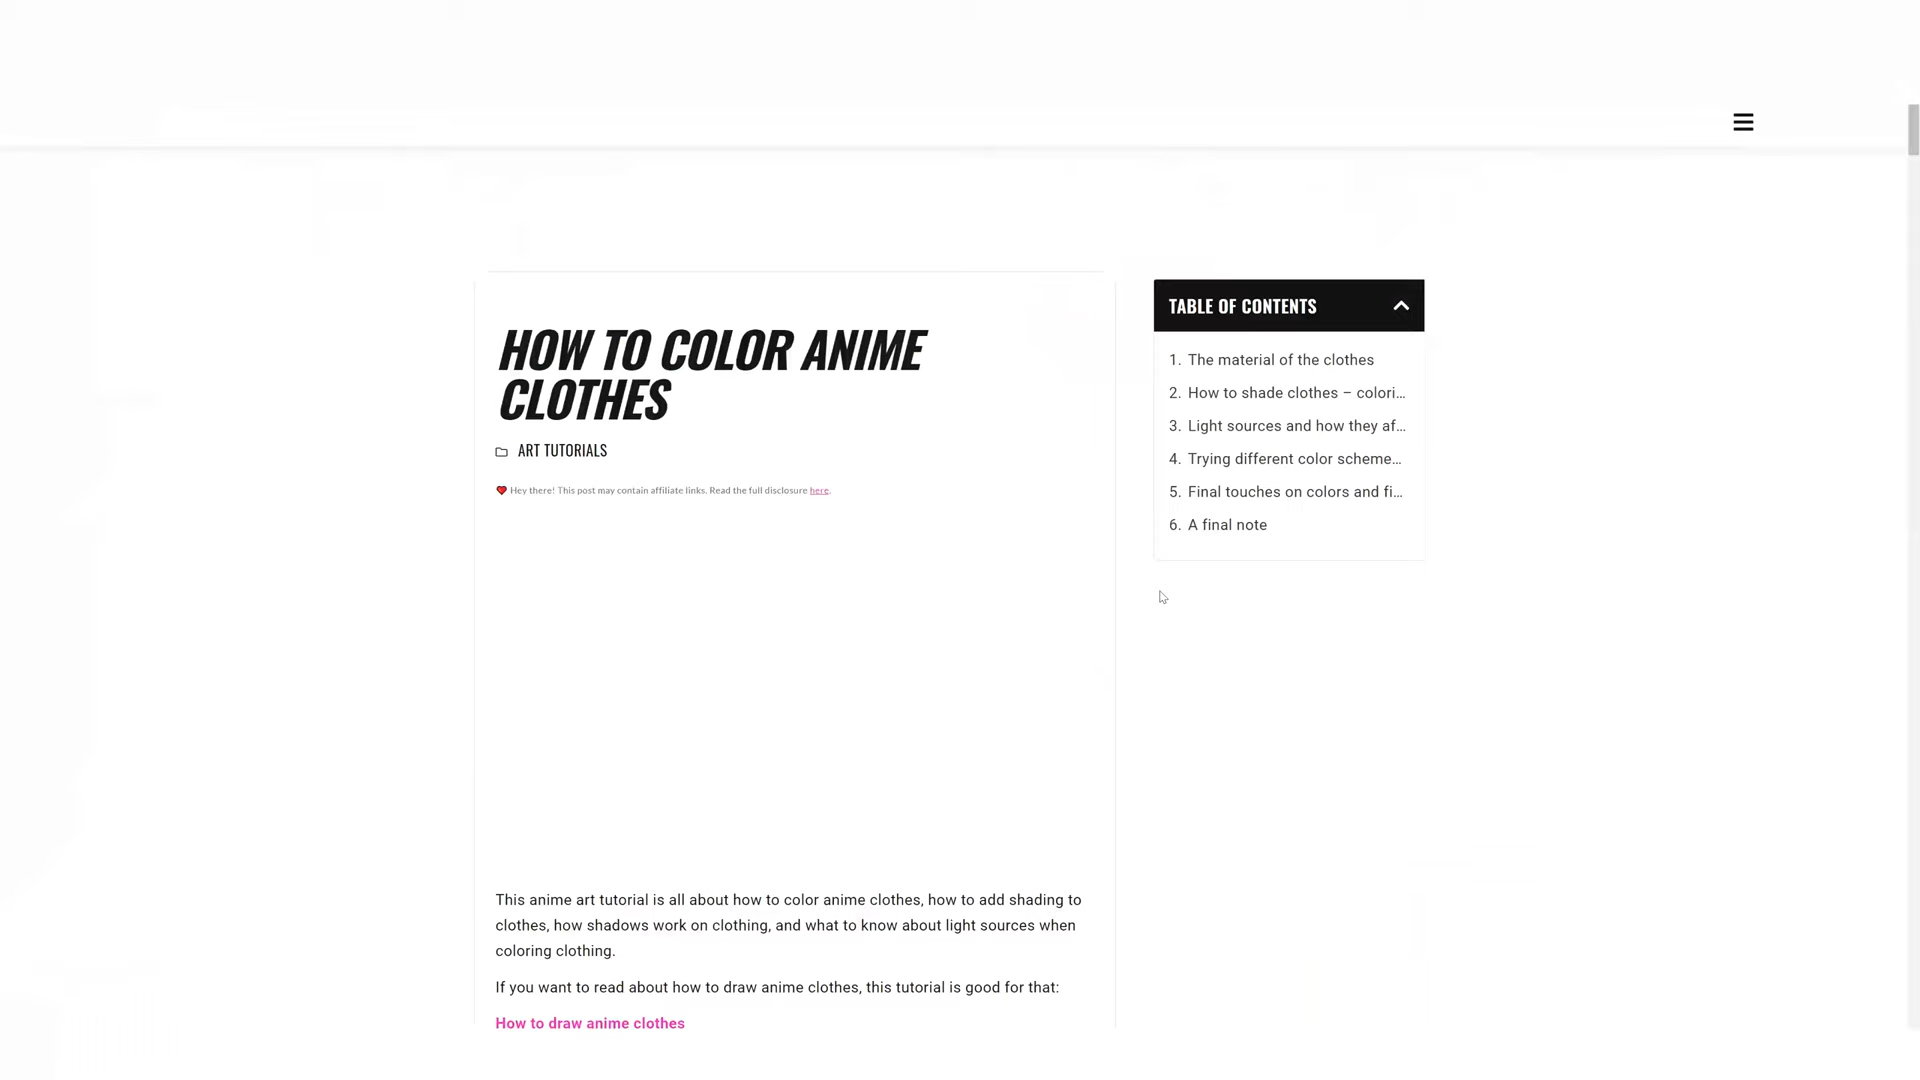 HOW TO COLOR ANIME
CLOTHES
ART TUTORIALS
Hey there! This post may contain affiliate links. Read the full disclosure here.
This anime art tutorial is all about how to color anime clothes, how to add shading to
clothes, how shadows work on clothing, and what to know about light sources when
coloring clothing.
If you want to read about how to draw anime clothes, this tutorial is good for that:
How to draw anime clothes
TABLE OF CONTENTS
1. The material of the clothes
2. How to shade clothes – colori...
3. Light sources and how they af...
4. Trying different color scheme...
5. Final touches on colors and fi...
6. A final note